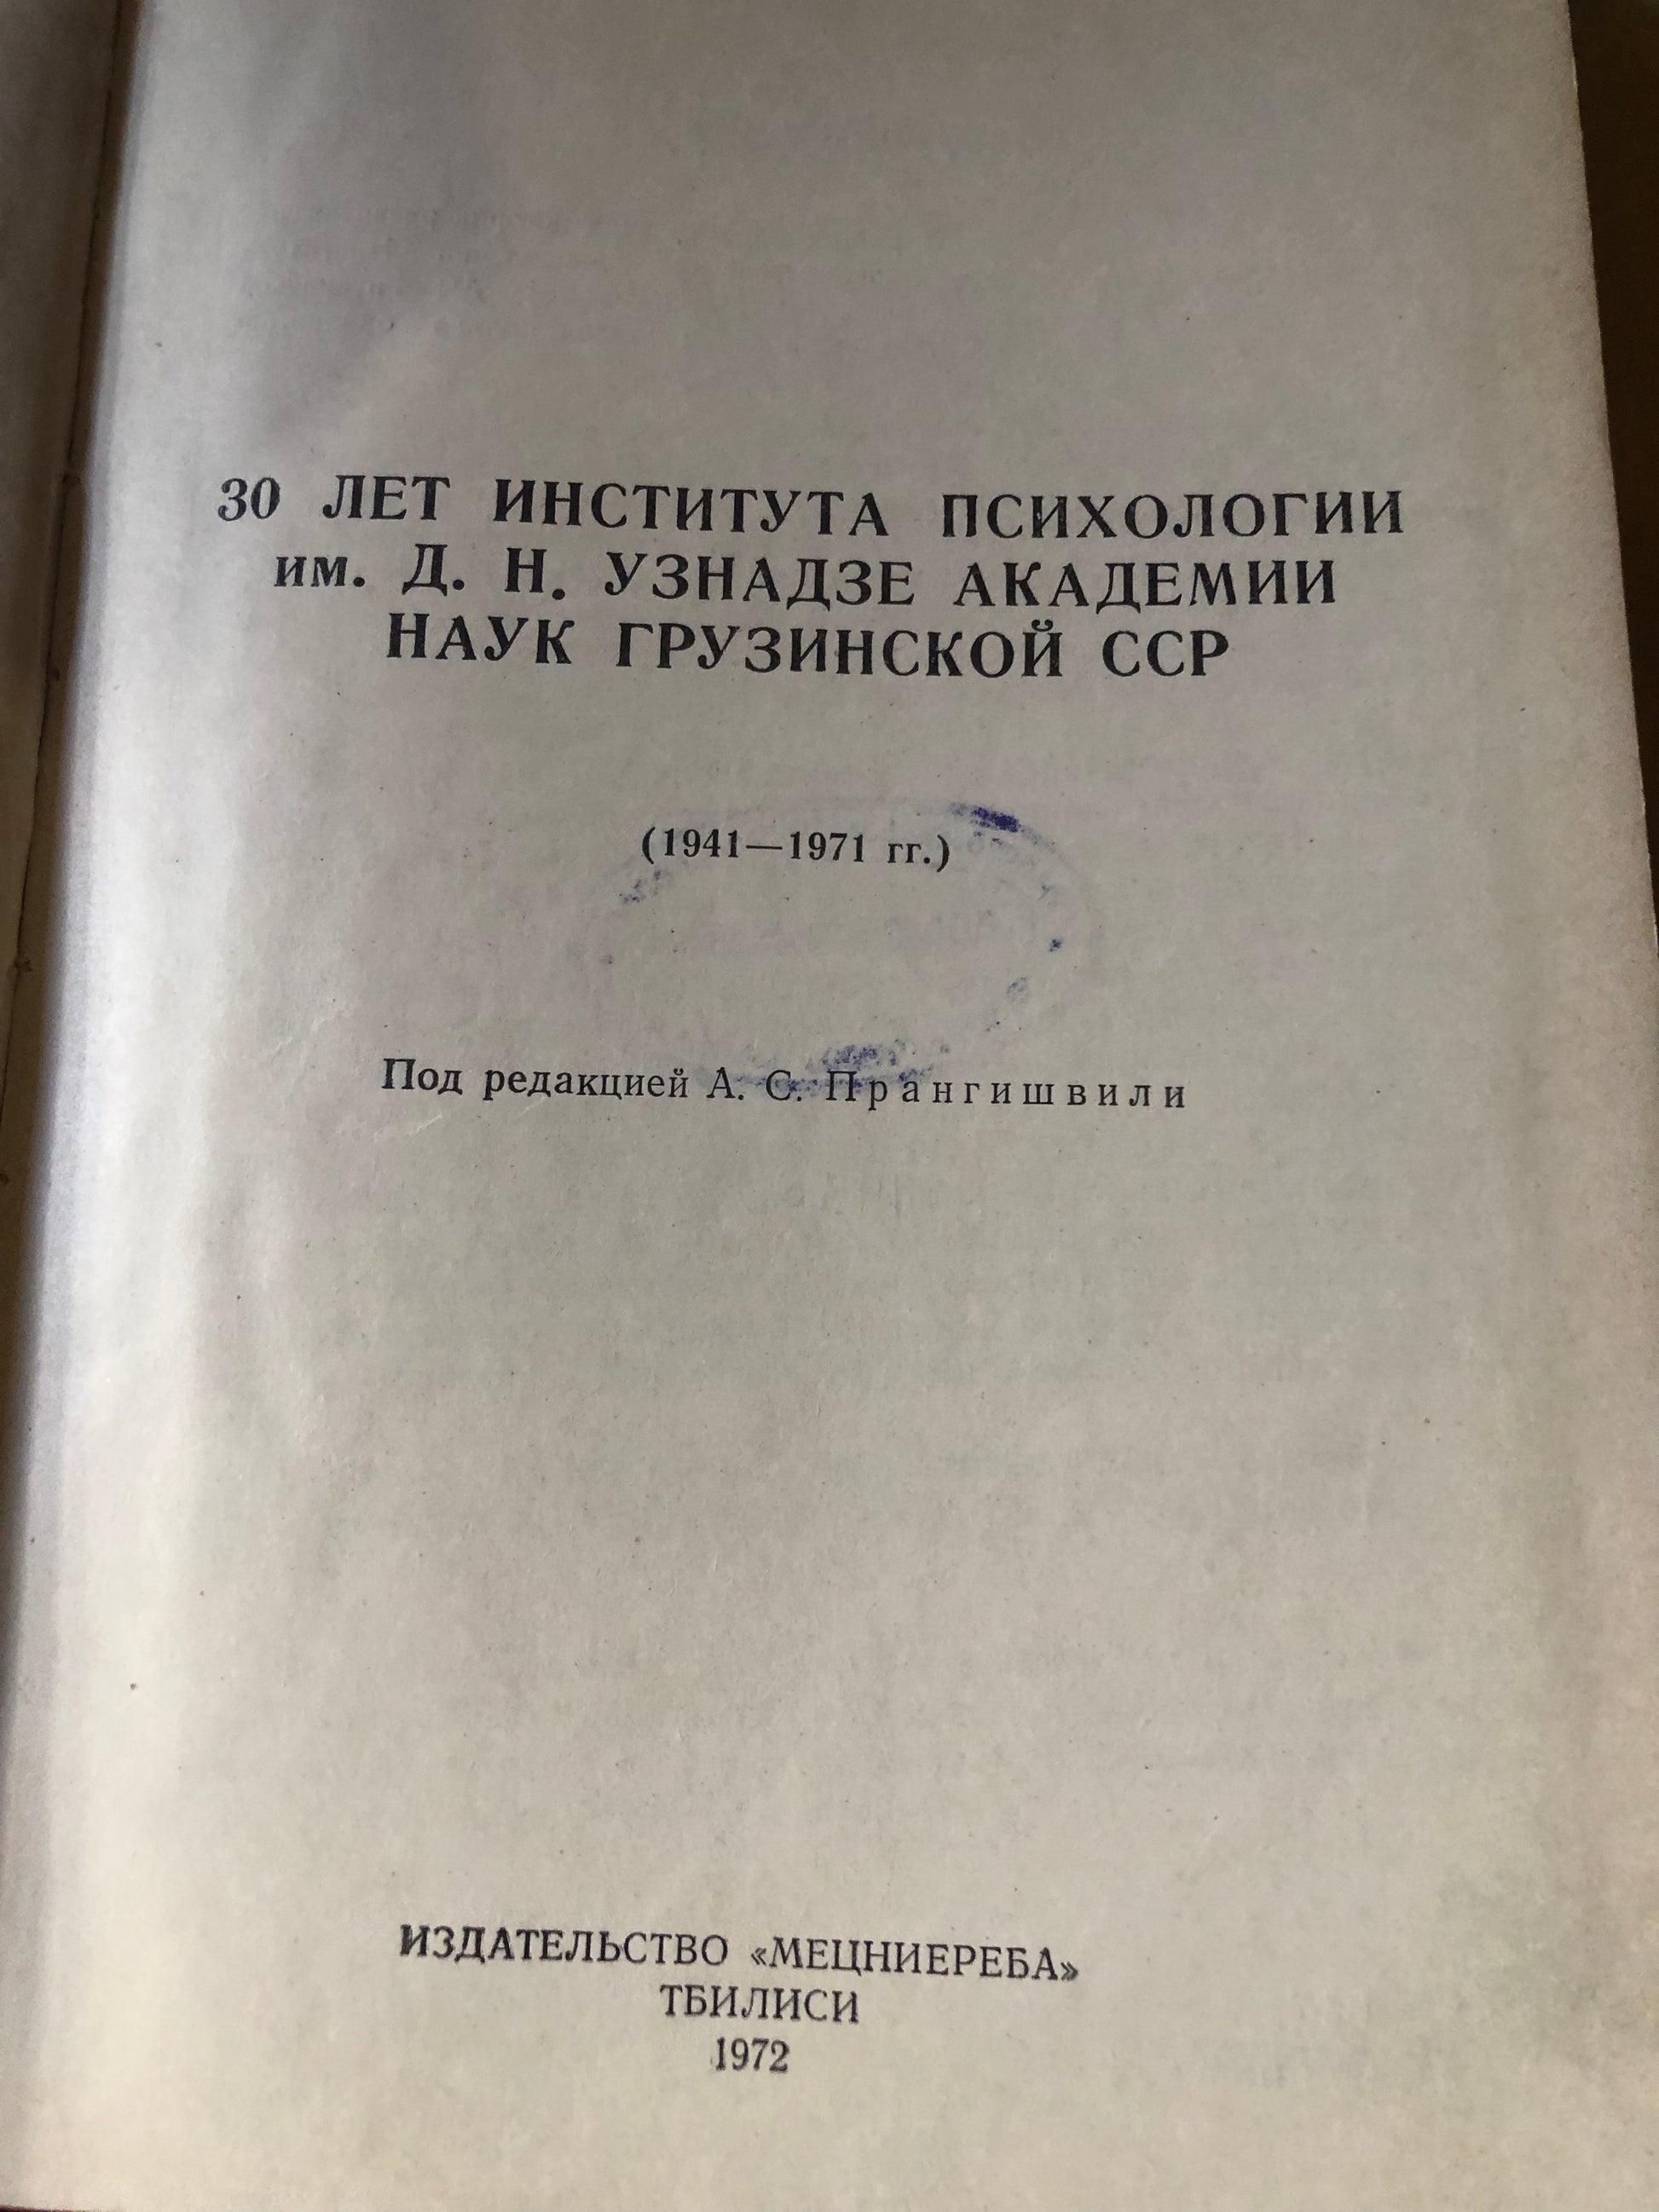 30 ЛЕТ ИНСТИТУТА ПСИХОЛОГИИ
им. Д. Н. УЗНАДЗЕ АКАДЕМИИ
НАУК ГРУЗИНСКОЙ ССР
(1941—1971 гг.)
Под редакцией А. С. Прангишвили
ИЗДАТЕЛЬСТВО «МЕЦНИЕРЕБА»
ТБИЛИСИ
1972